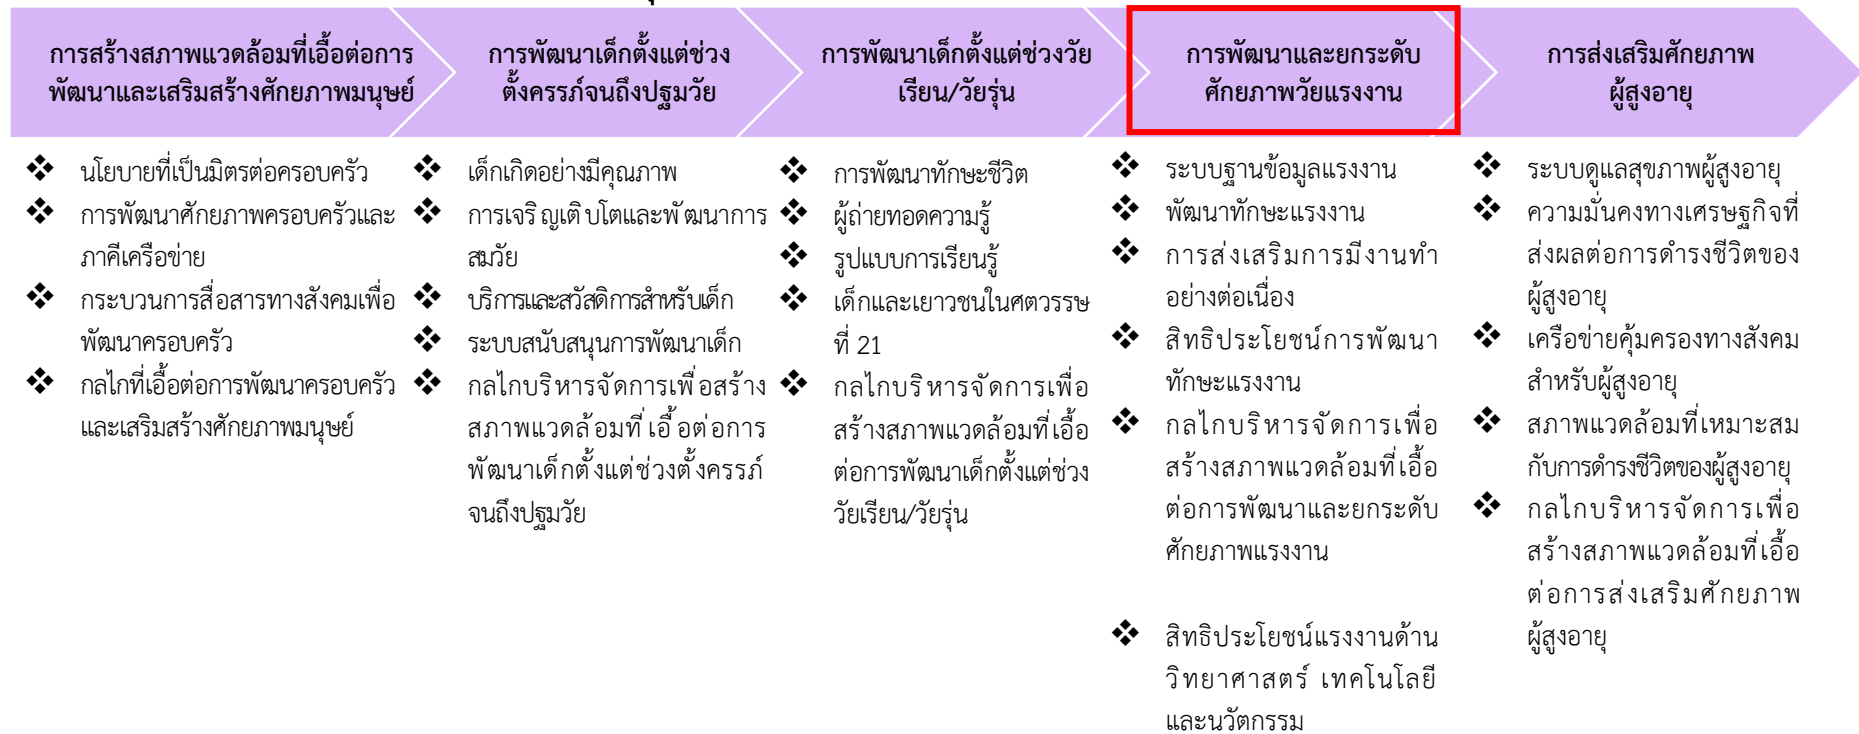 การสร้างสภาพแวดล้อมที่เอื้อต่อการ
พัฒนาและเสริมสร้างศักยภาพมนุษย์
นโยบายที่เป็นมิตรต่อครอบครัว
การพัฒนาศักยภาพครอบครัวและ
ภาคีเครือข่าย
กระบวนการสื่อสารทางสังคมเพื่อ
พัฒนาครอบครัว
กลไกที่เอื้อต่อการพัฒนาครอบครัว
และเสริมสร้างศักยภาพมนุษย์
การพัฒนาเด็กตั้งแต่ช่วง
ตั้งครรภ์จนถึงปฐมวัย
เด็กเกิดอย่างมีคุณภาพ
การเจริญเติบโตและพัฒนาการ
สมวัย
บริการและสวัสดิการสำหรับเด็ก
ระบบสนับสนุนการพัฒนาเด็ก
กลไกบริหารจัดการเพื่อสร้าง
สภาพแวดล้อมที่เอื้อต่อการ
พัฒนาเด็กตั้งแต่ช่วงตั้งครรภ์
จนถึงปฐมวัย
การพัฒนาเด็กตั้งแต่ช่วงวัย
เรียน/วัยรุ่น
การพัฒนาทักษะชีวิต
ผู้ถ่ายทอดความรู้
รูปแบบการเรียนรู้
เด็กและเยาวชนในศตวรรษ
ที่ 21
กลไกบริหารจัดการเพื่อ
สร้างสภาพแวดล้อมที่เอื้อ
ต่อการพัฒนาเด็กตั้งแต่ช่วง
วัยเรียน/วัยรุ่น
การพัฒนาและยกระดับ
ศักยภาพวัยแรงงาน
ระบบฐานข้อมูลแรงงาน
พัฒนาทักษะแรงงาน
การส่งเสริมการมีงานทำ
อย่างต่อเนื่อง
สิทธิประโยชน์การพัฒนา
ทักษะแรงงาน
กลไกบริหารจัดการเพื่อ
สร้างสภาพแวดล้อมที่เอื้อ
ต่อการพัฒนาและยกระดับ
ศักยภาพแรงงาน
สิทธิประโยชน์แรงงานด้าน
วิทยาศาสตร์ เทคโนโลยี
และนวัตกรรม
การส่งเสริมศักยภาพ
ผู้สูงอายุ
ระบบดูแลสุขภาพผู้สูงอายุ
ความมั่นคงทางเศรษฐกิจที่
ส่งผลต่อการดำรงชีวิตของ
ผู้สูงอายุ
เครือข่ายคุ้มครองทางสังคม
สำหรับผู้สูงอายุ
สภาพแวดล้อมที่เหมาะสม
กับการดำรงชีวิตของผู้สูงอายุ
กลไกบริหารจัดการเพื่อ
สร้างสภาพแวดล้อมที่เอื้อ
ต่อการส่งเสริมศักยภาพ
ผู้สูงอายุ